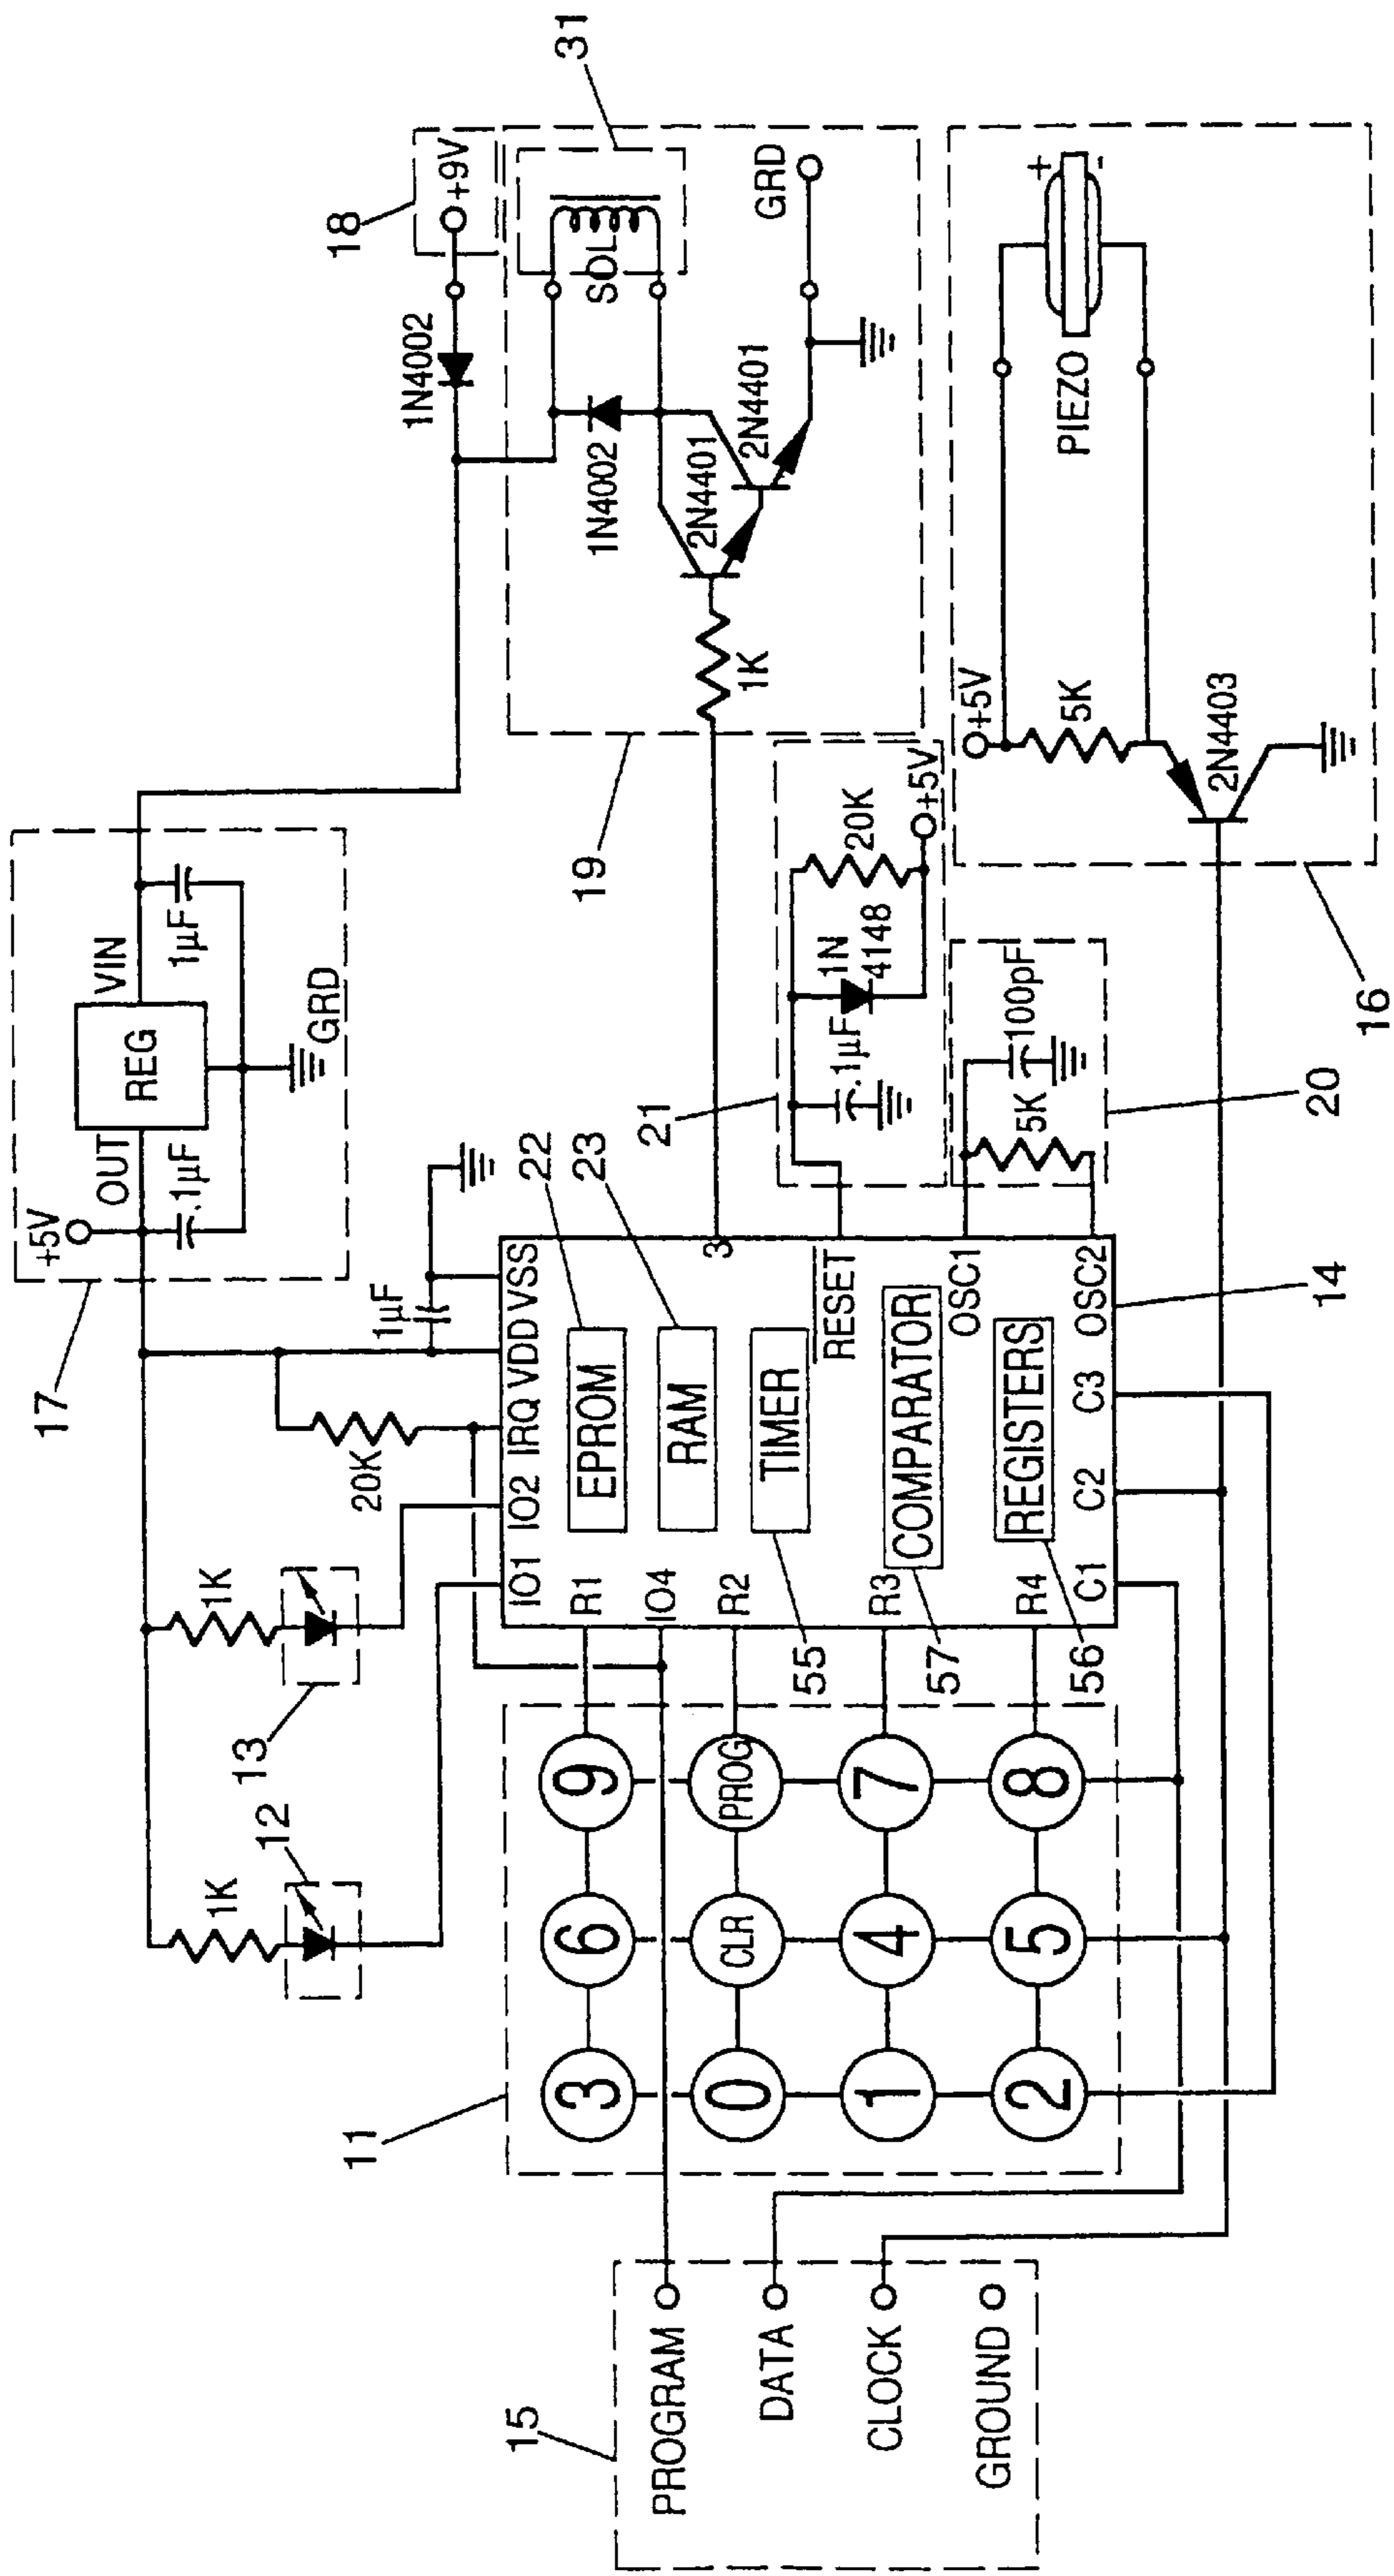 17
+5V
OUT
VIN
REG
.1µF
1µF
GRD
18
+9V
1N4002
31
SOL
1N4002
2N4401
2N4401
GRD
1K
19
12
1K
13
1K
20K
1µF
IO1
IO2
IRQ
VDD
VSS
R1
IO4
R2
R3
R4
EPROM
22
RAM
23
TIMER
55
COMPARATOR
57
REGISTERS
56
3
RESET
OSC1
OSC2
C1
C2
C3
14
21
.1µF
1N
4148
20K
+5V
5K
100pF
20
+5V
5K
PIEZO
+
-
2N4403
16
11
3
6
9
0
CLR
PROG
1
4
7
2
5
8
15
PROGRAM
DATA
CLOCK
GROUND